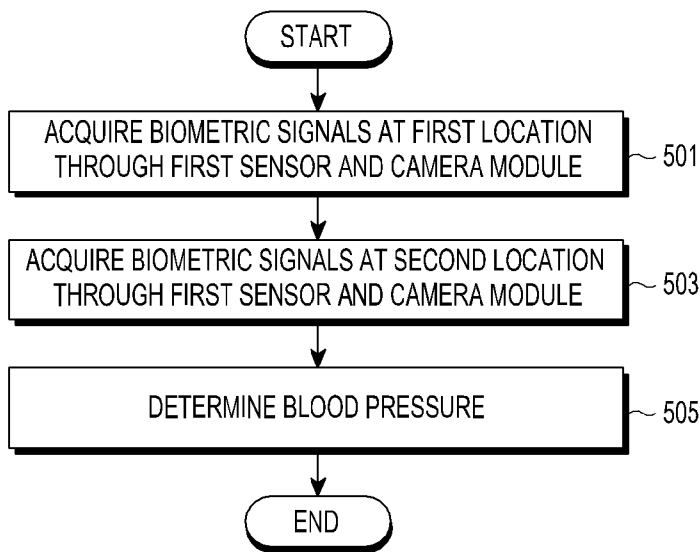 START
ACQUIRE BIOMETRIC SIGNALS AT FIRST LOCATION
THROUGH FIRST SENSOR AND CAMERA MODULE
501
ACQUIRE BIOMETRIC SIGNALS AT SECOND LOCATION
THROUGH FIRST SENSOR AND CAMERA MODULE
503
DETERMINE BLOOD PRESSURE
505
END